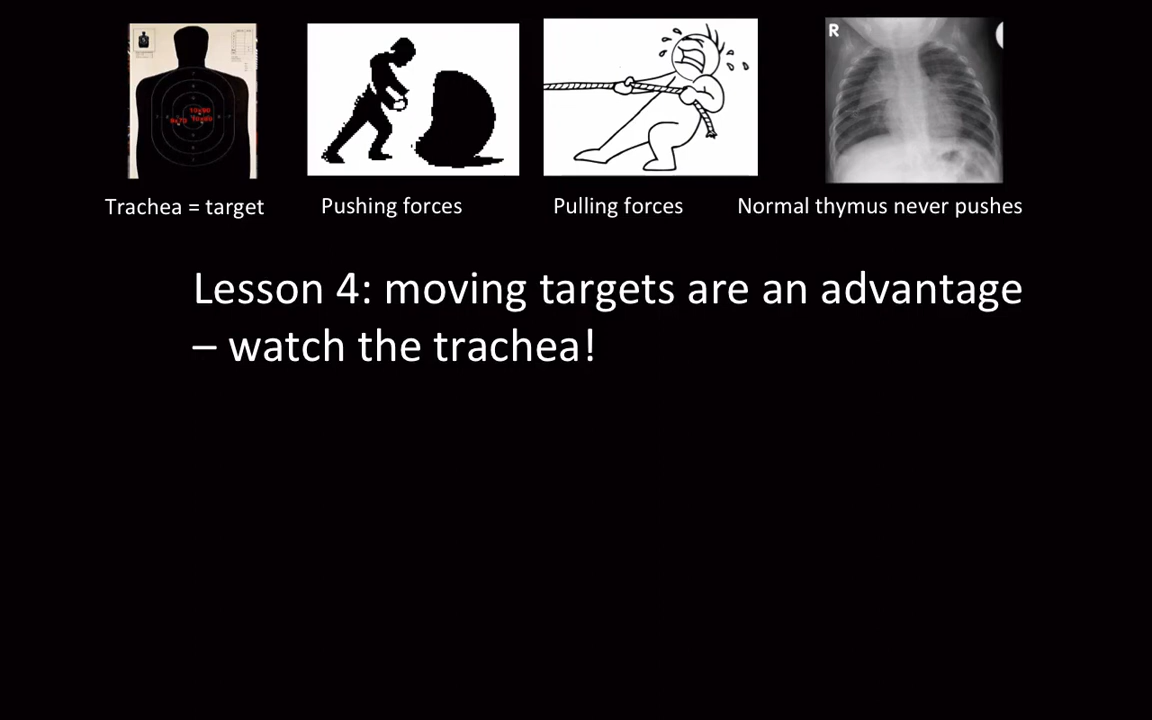 R
Trachea = target
Pushing forces
Pulling forces
Normal thymus never pushes
Lesson 4: moving targets are an advantage
– watch the trachea!